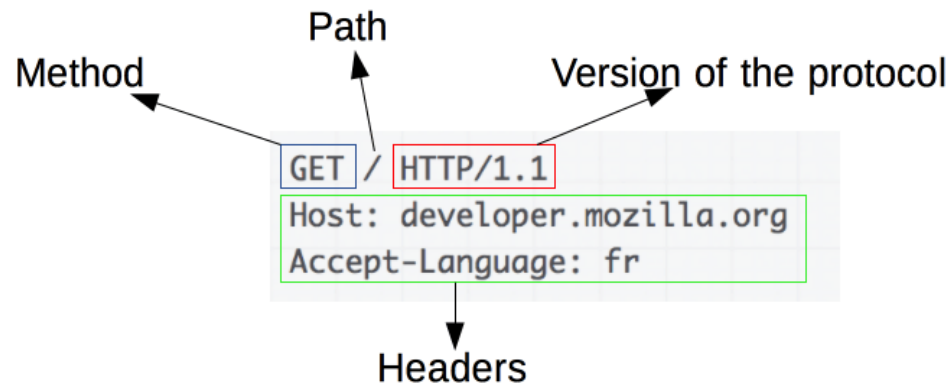 Path
Method
Version of the protocol
GET / HTTP/1.1
Host: developer.mozilla.org
Accept-Language: fr
Headers